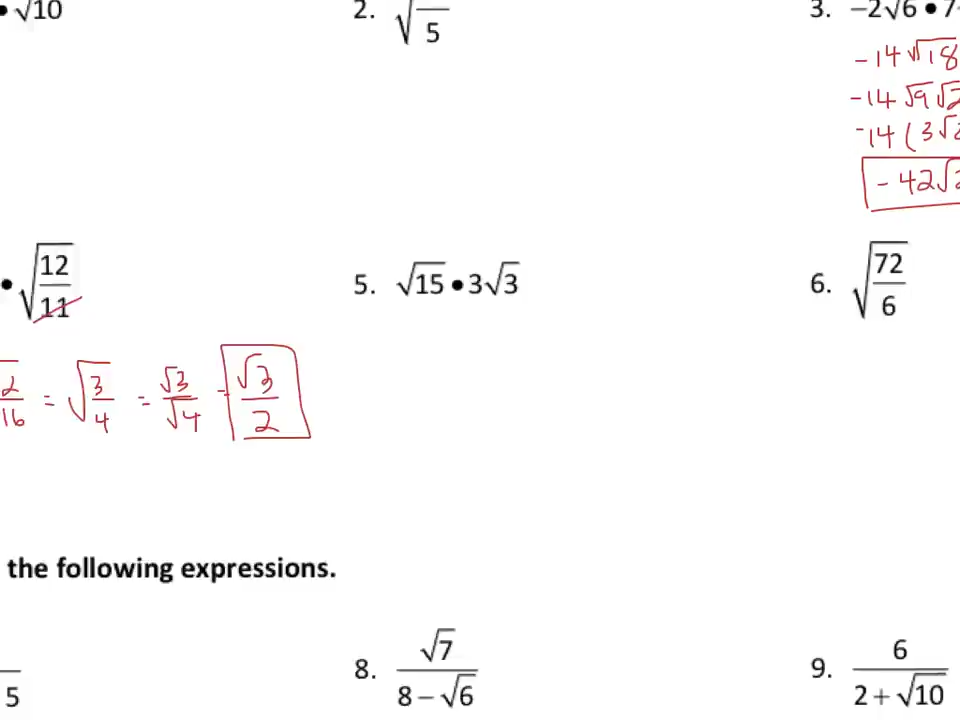 • √10
2. √ 5
3. −2√6 • 7
-14 √18
-14 √9 √2
-14 ( 3 √
- 42√
• √(12/11)
5. √15 • 3√3
6. √(72/6)
2/16 = √(3/4) = √3/√4 = √3/2
the following expressions.
5
8. √7/(8 − √6)
9. 6/(2 + √10)